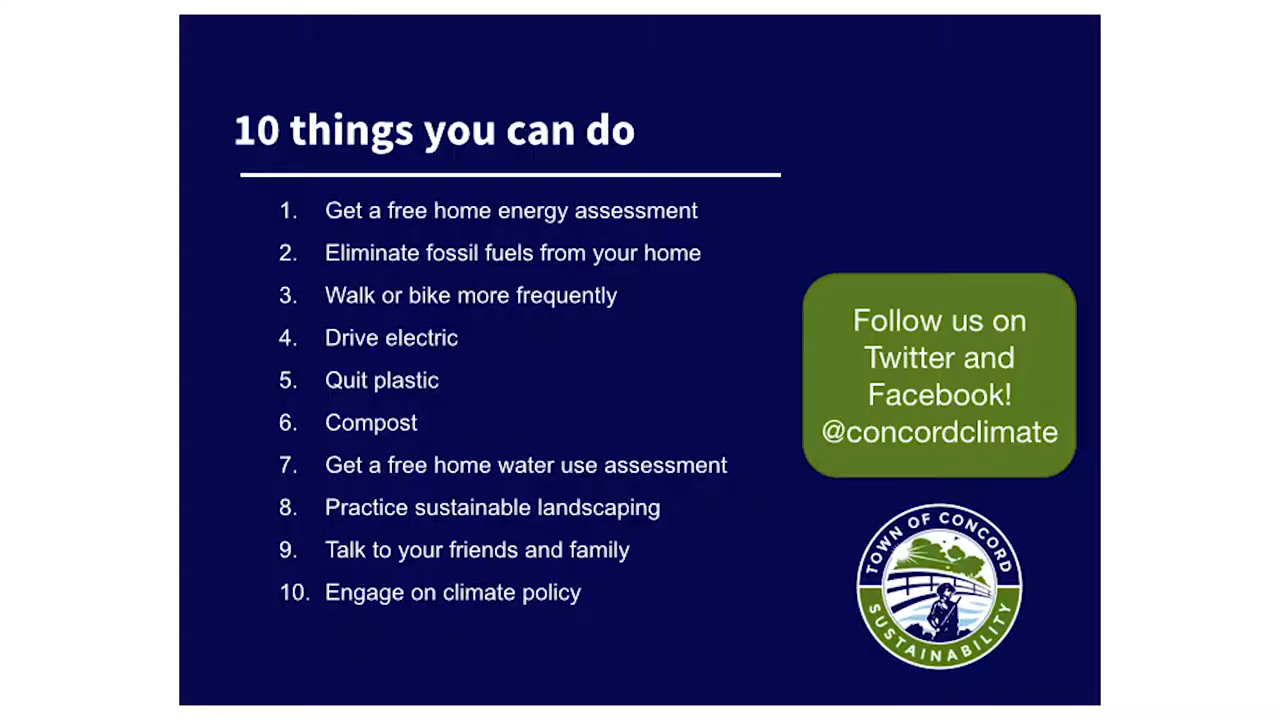 10 things you can do
1. Get a free home energy assessment
2. Eliminate fossil fuels from your home
3. Walk or bike more frequently
4. Drive electric
5. Quit plastic
6. Compost
7. Get a free home water use assessment
8. Practice sustainable landscaping
9. Talk to your friends and family
10. Engage on climate policy
Follow us on
Twitter and
Facebook!
@concordclimate
TOWN OF CONCORD
SUSTAINABILITY